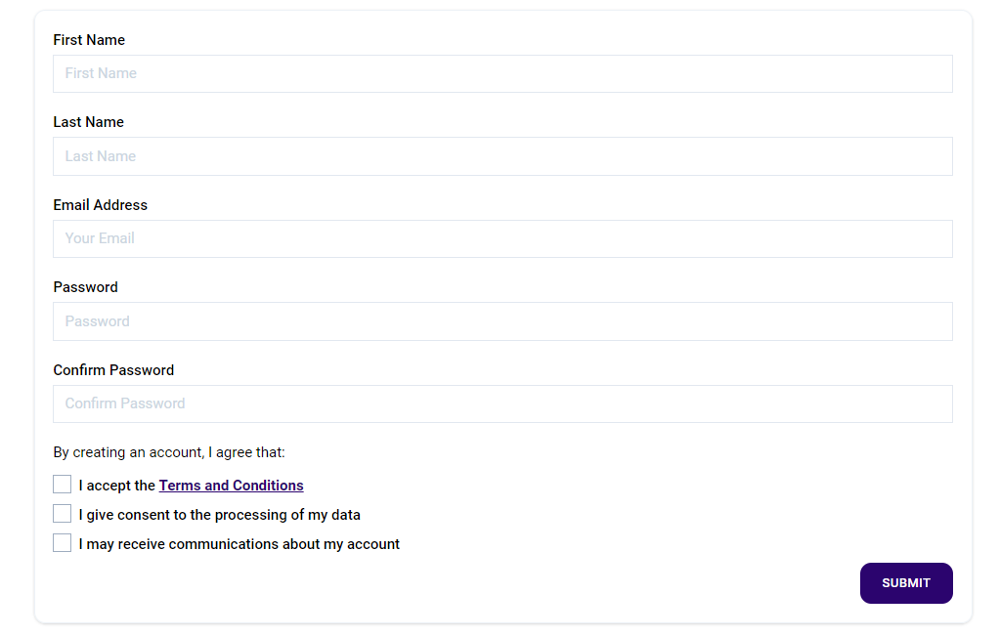 First Name
First Name
Last Name
Last Name
Email Address
Your Email
Password
Password
Confirm Password
Confirm Password
By creating an account, I agree that:
I accept the Terms and Conditions
I give consent to the processing of my data
I may receive communications about my account
SUBMIT